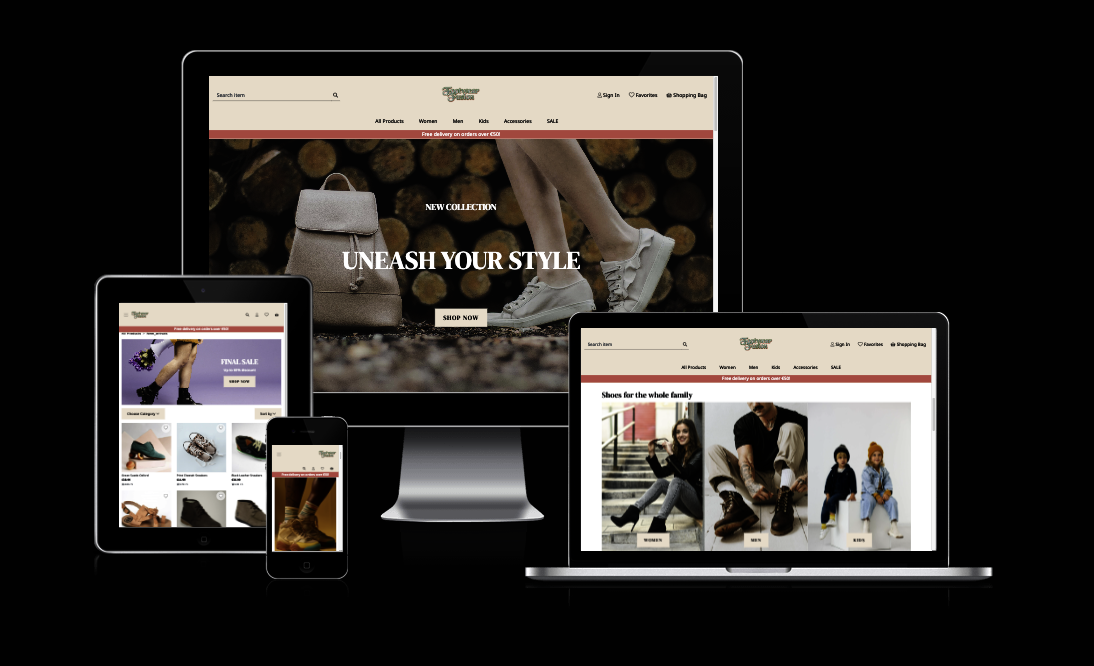 Search item
Footwear
Fusion
Sign In
Favorites
Shopping Bag
All Products Women Men Kids Accessories SALE
Free delivery on orders over €50!
NEW COLLECTION
UNEASH YOUR STYLE
SHOP NOW
Footwear
Fusion
Free delivery on orders over €50!
All Products /
FINAL SALE
SHOP NOW
Choose Category
Sort by
Footwear
Fusion
Free delivery on orders over €50!
Search item
Footwear
Fusion
Sign In
Favorites
Shopping Bag
All Products Women Men Kids Accessories SALE
Free delivery on orders over €50!
Shoes for the whole family
WOMEN
MEN
KIDS